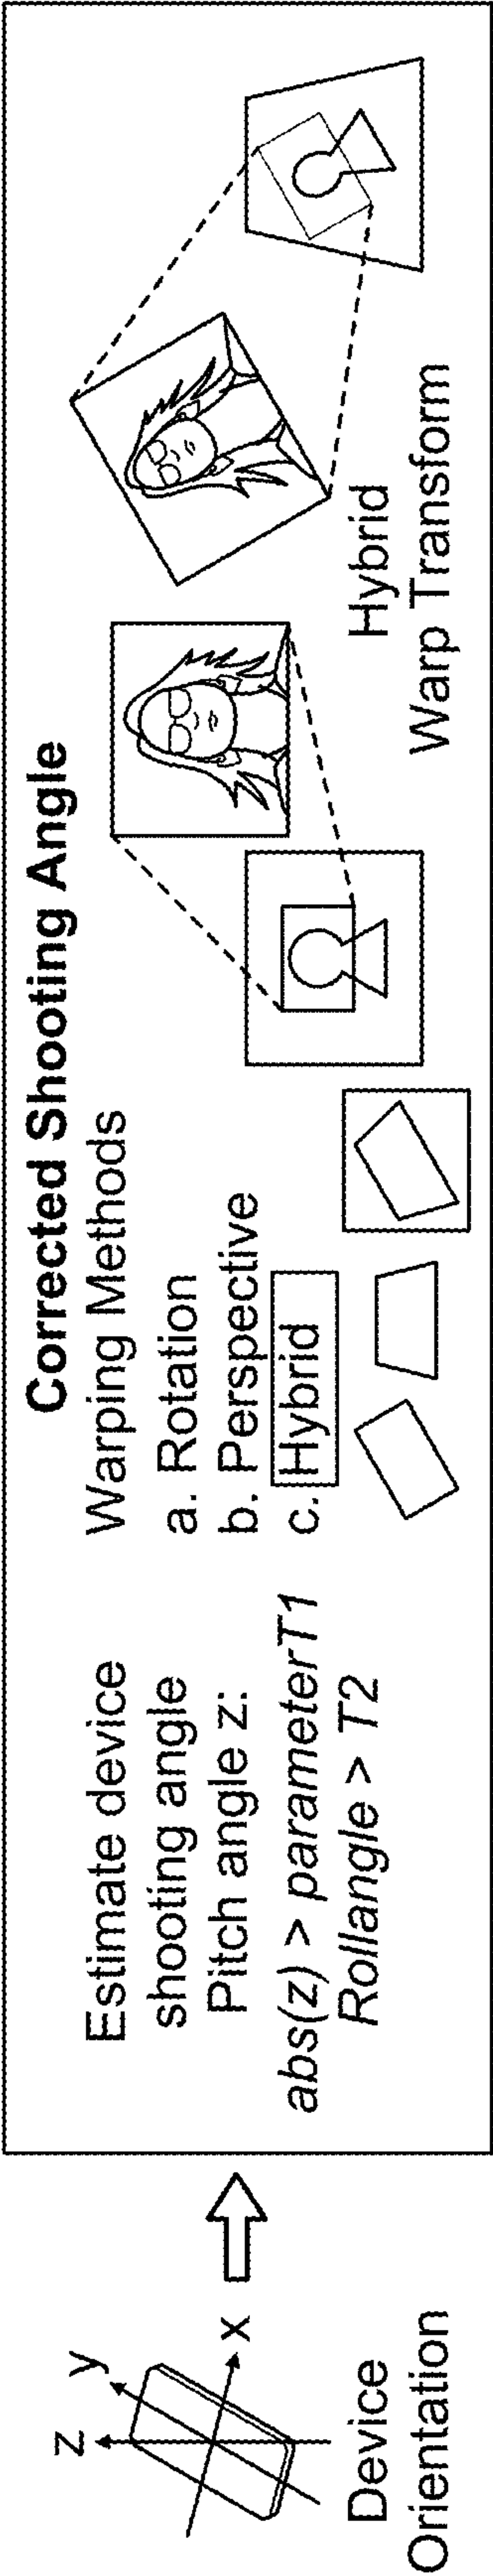 z
y
x
Device
Orientation
Corrected Shooting Angle
Estimate device
shooting angle
Pitch angle z:
abs(z) > parameterT1
Rollangle > T2
Warping Methods
a. Rotation
b. Perspective
c. Hybrid
Hybrid
Warp Transform